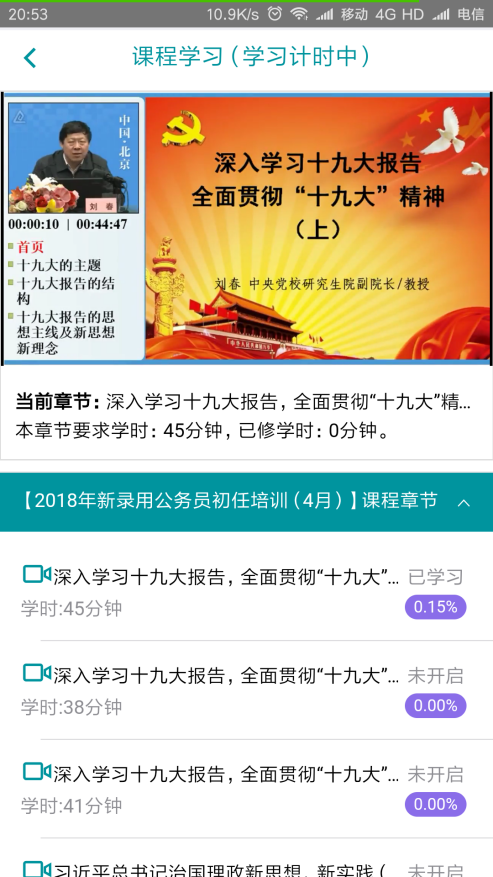 20:53
10.9K/s 移动 4G HD 电信
课程学习（学习计时中）
中国·北京
刘 春
00:00:10 | 00:44:47
首页
十九大的主题
十九大报告的结
构
十九大报告的思
想主线及新思想
新理念
深入学习十九大报告
全面贯彻“十九大”精神
（上）
刘春 中央党校研究生院副院长/教授
当前章节：深入学习十九大报告，全面贯彻“十九大”精...
本章节要求学时：45分钟，已修学时：0分钟。
【2018年新录用公务员初任培训（4月）】课程章节
深入学习十九大报告，全面贯彻“十九大”... 已学习
学时:45分钟 0.15%
深入学习十九大报告，全面贯彻“十九大”... 未开启
学时:38分钟 0.00%
深入学习十九大报告，全面贯彻“十九大”... 未开启
学时:41分钟 0.00%
习近平总书记治国理政新思想、新实践（ 未开启